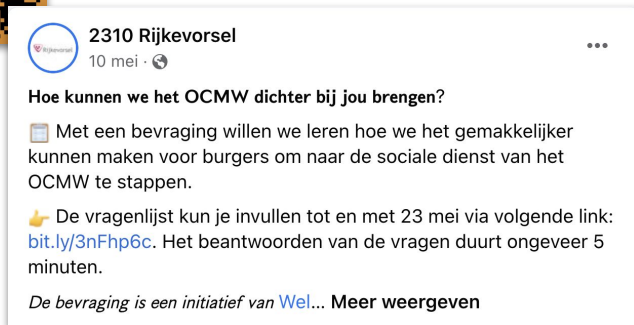 2310 Rijkevorsel
Rijkevorsel
10 mei ·
Hoe kunnen we het OCMW dichter bij jou brengen?
📋 Met een bevraging willen we leren hoe we het gemakkelijker
kunnen maken voor burgers om naar de sociale dienst van het
OCMW te stappen.
👉 De vragenlijst kun je invullen tot en met 23 mei via volgende link:
bit.ly/3nFhp6c. Het beantwoorden van de vragen duurt ongeveer 5
minuten.
De bevraging is een initiatief van Wel... Meer weergeven